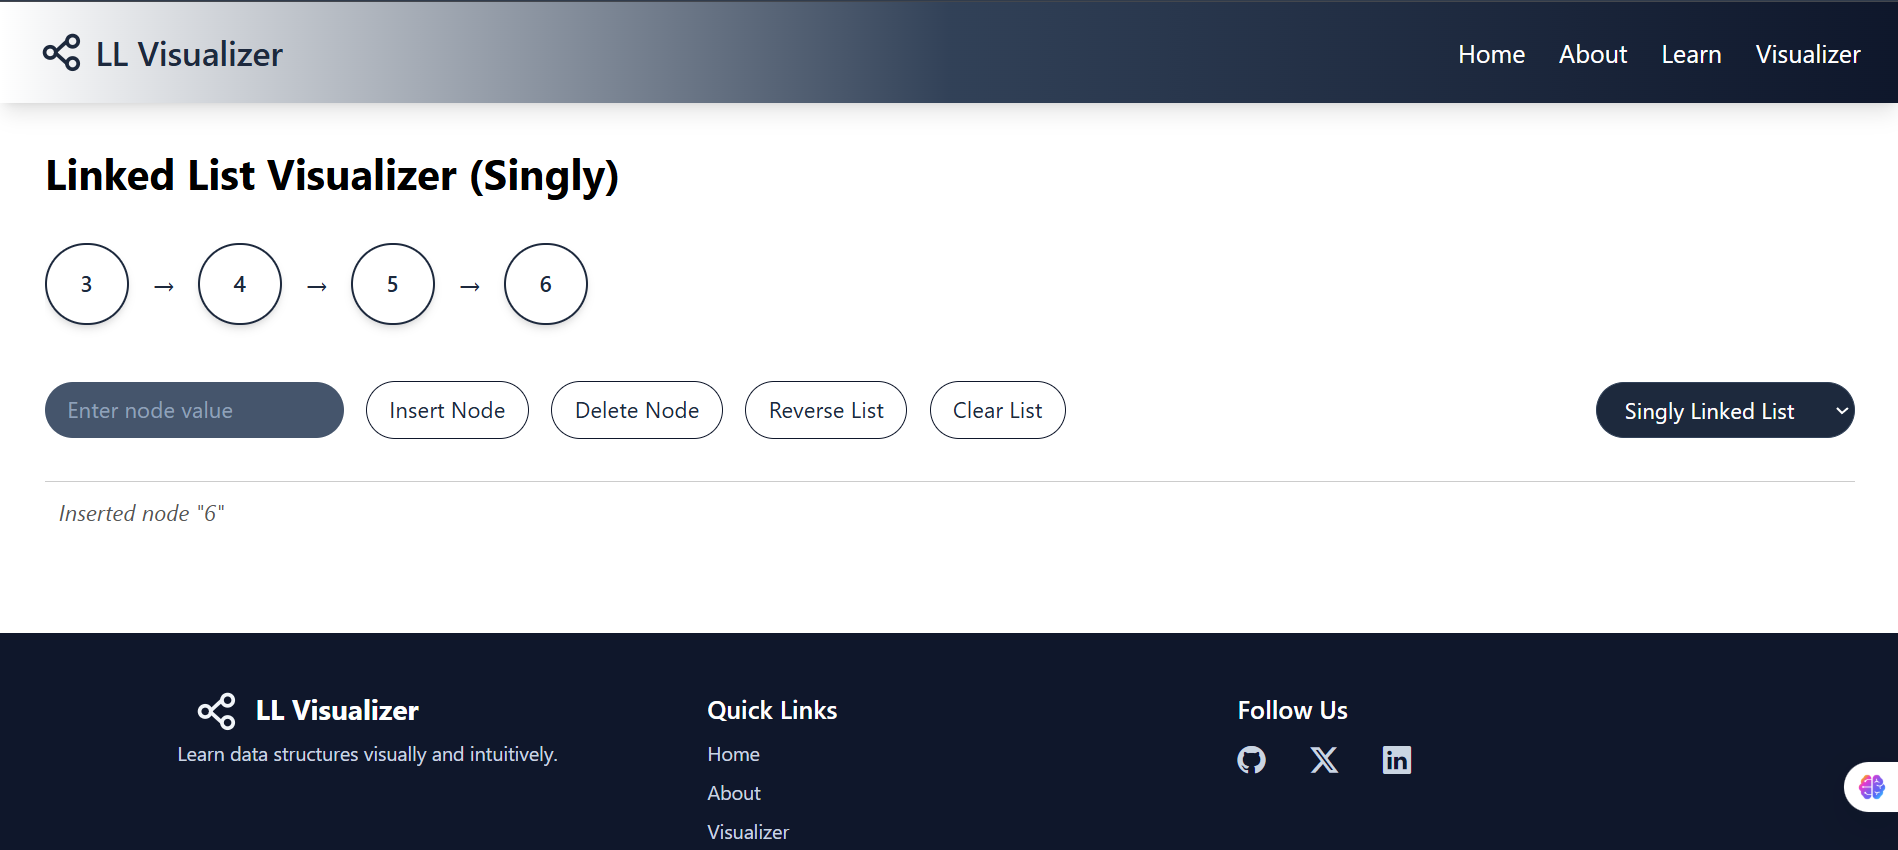 LL Visualizer
Home About Learn Visualizer
Linked List Visualizer (Singly)
3 → 4 → 5 → 6
Enter node value Insert Node Delete Node Reverse List Clear List Singly Linked List
Inserted node "6"
LL Visualizer
Learn data structures visually and intuitively.
Quick Links
Home
About
Visualizer
Follow Us